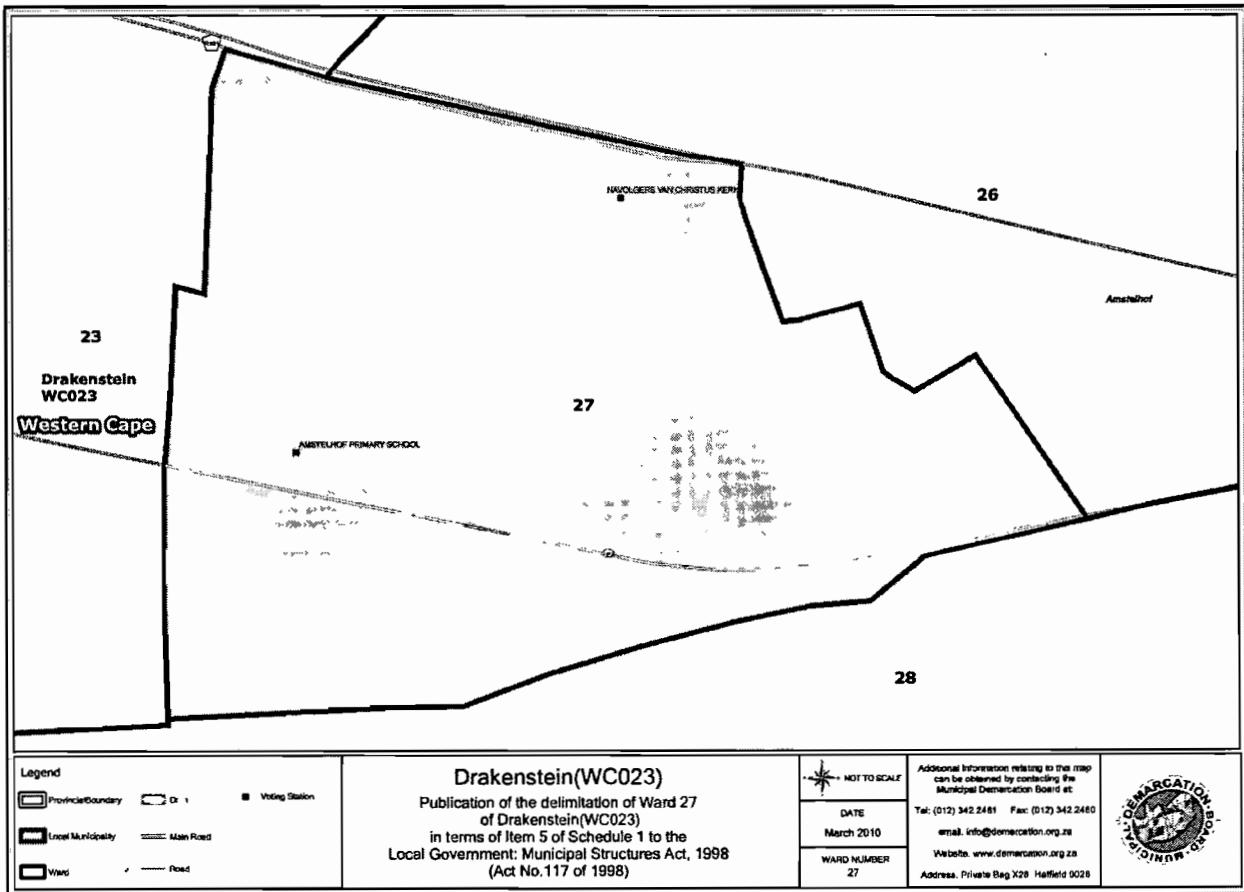 NAVOLGERS VAN CHRISTUS KERK
26
Amstelhof
23
Drakenstein
WC023
Western Cape
27
AMSTELHOF PRIMARY SCHOOL
28
Legend
ProvincialBoundary
Voting Station
Local Municipality
Main Road
Ward
Road
Drakenstein(WC023)
Publication of the delimitation of Ward 27
of Drakenstein(WC023)
in terms of Item 5 of Schedule 1 to the
Local Government: Municipal Structures Act, 1998
(Act No.117 of 1998)
NOT TO SCALE
DATE
March 2010
WARD NUMBER
27
Additional Information relating to this map
can be obtained by contacting the
Municipal Demarcation Board at:
Tel: (012) 342 2481 Fax: (012) 342 2480
email. info@demarcation.org.za
Website. www.demarcation.org.za
Address. Private Bag X28 Hatfield 0028
MUNICIPAL DEMARCATION BOARD